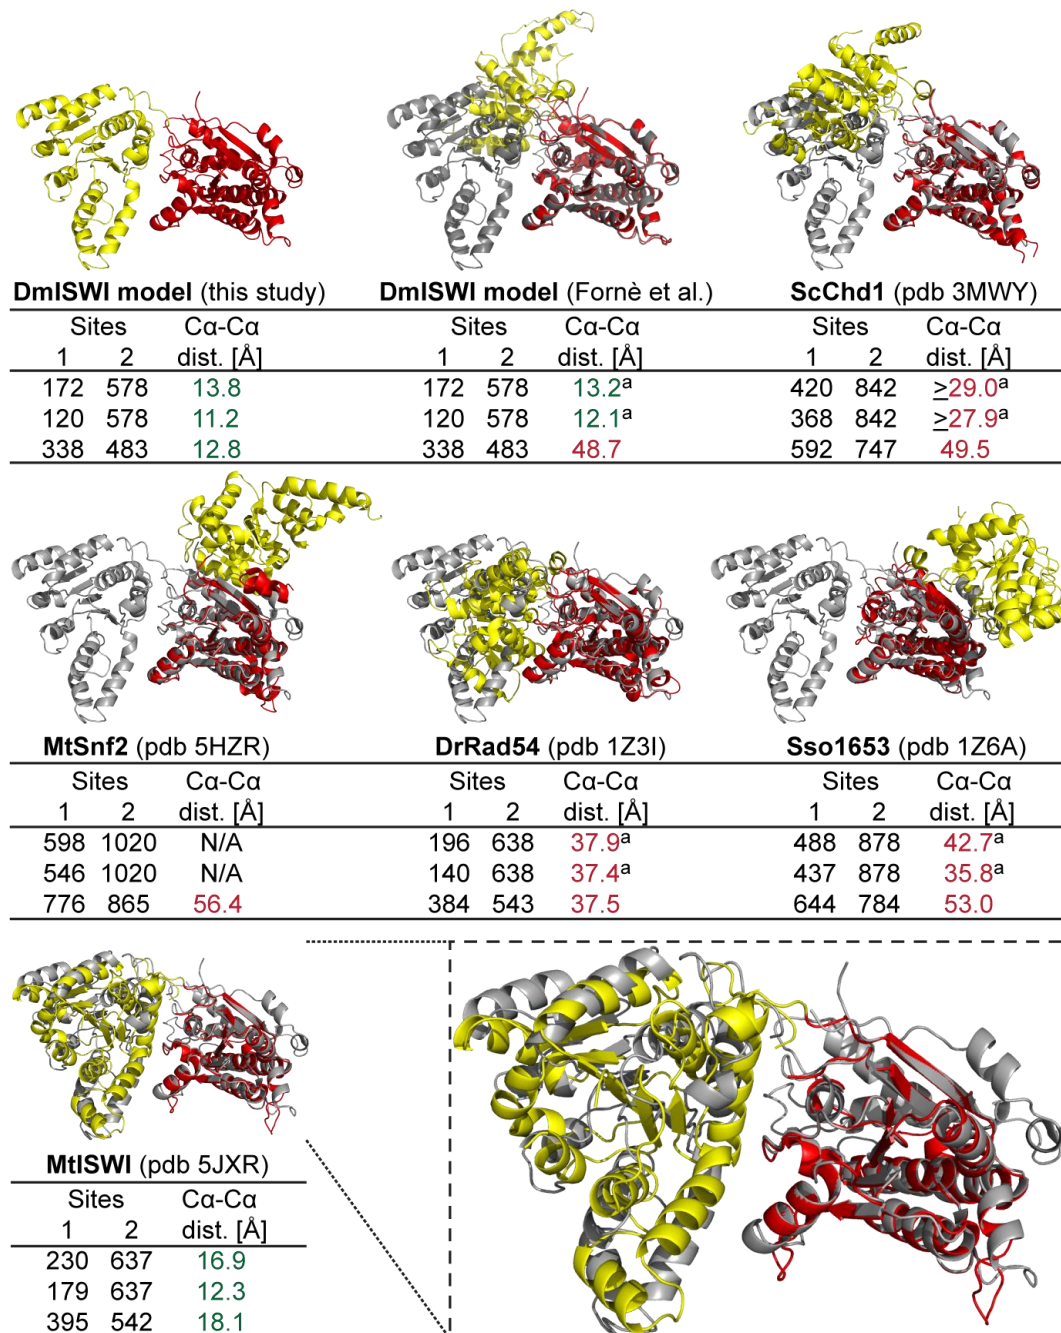 DmISWI model (this study)
Sites Cα-Cα
1 2 dist. [Å]
172 578 13.8
120 578 11.2
338 483 12.8
DmISWI model (Fornè et al.)
Sites Cα-Cα
1 2 dist. [Å]
172 578 13.2a
120 578 12.1a
338 483 48.7
ScChd1 (pdb 3MWY)
Sites Cα-Cα
1 2 dist. [Å]
420 842 ≥29.0a
368 842 ≥27.9a
592 747 49.5
MtSnf2 (pdb 5HZR)
Sites Cα-Cα
1 2 dist. [Å]
598 1020 N/A
546 1020 N/A
776 865 56.4
DrRad54 (pdb 1Z3I)
Sites Cα-Cα
1 2 dist. [Å]
196 638 37.9a
140 638 37.4a
384 543 37.5
Sso1653 (pdb 1Z6A)
Sites Cα-Cα
1 2 dist. [Å]
488 878 42.7a
437 878 35.8a
644 784 53.0
MtISWI (pdb 5JXR)
Sites Cα-Cα
1 2 dist. [Å]
230 637 16.9
179 637 12.3
395 542 18.1